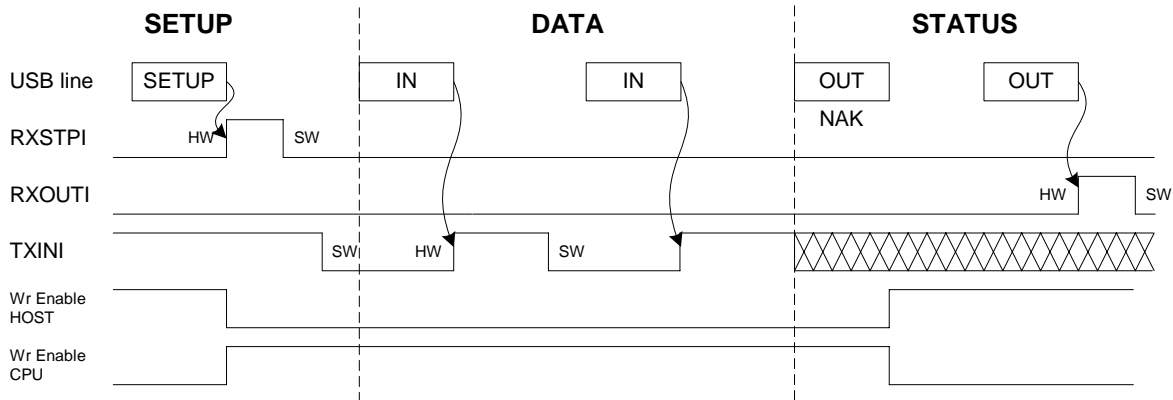 SETUP DATA STATUS
USB line SETUP IN IN OUT OUT
NAK
RXSTPI HW SW
RXOUTI HW SW
TXINI SW HW SW
Wr Enable
HOST
Wr Enable
CPU